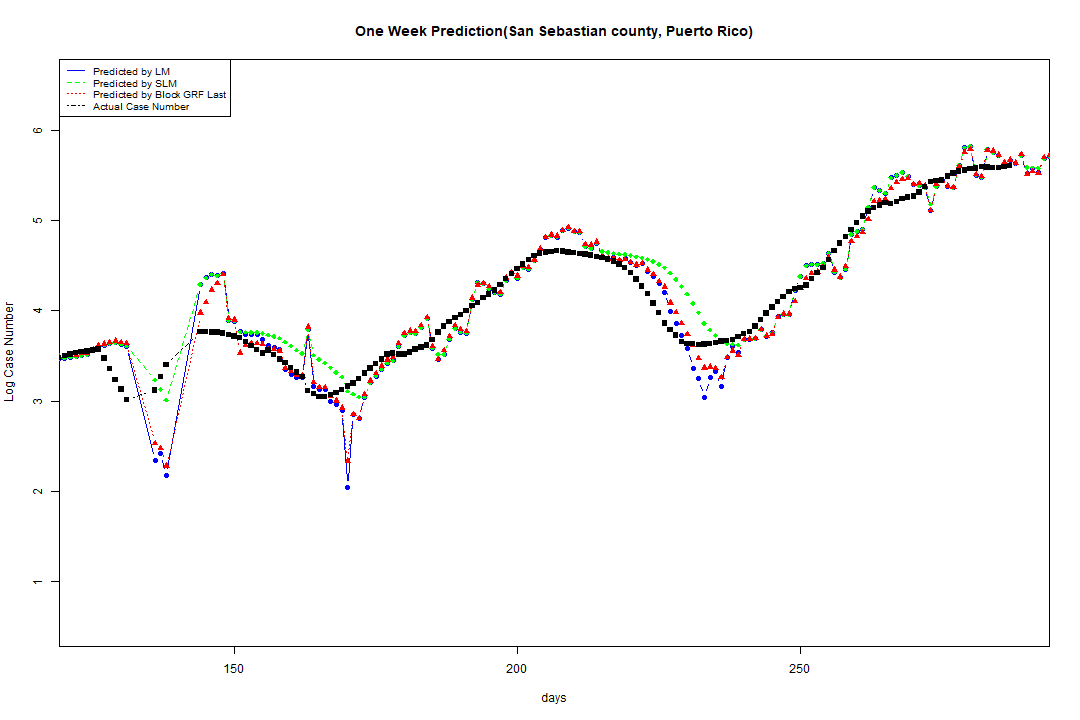 One Week Prediction(San Sebastian county, Puerto Rico)
Predicted by LM
Predicted by SLM
Predicted by Block GRF Last
Actual Case Number
Log Case Number
6
5
4
3
2
1
150
200
250
days